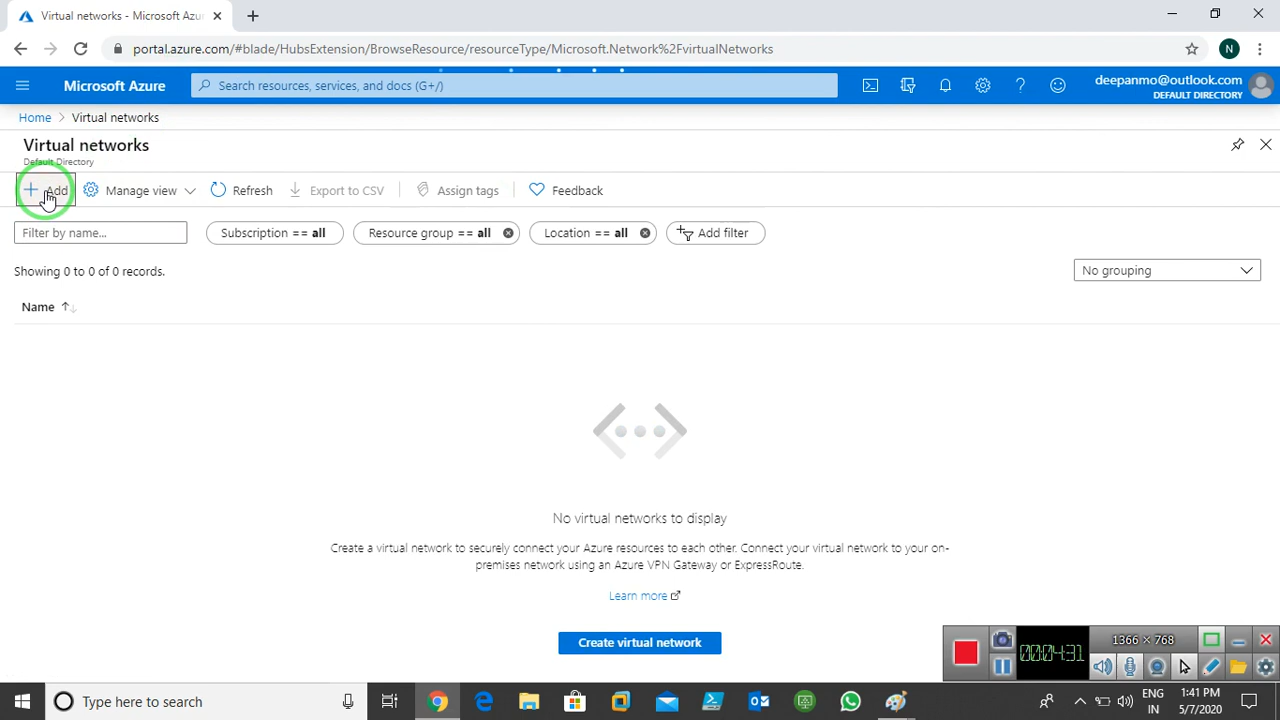 Virtual networks - Microsoft Azu
portal.azure.com/#blade/HubsExtension/BrowseResource/resourceType/Microsoft.Network%2FvirtualNetworks
N
Microsoft Azure
Search resources, services, and docs (G+/)
deepanmo@outlook.com
DEFAULT DIRECTORY
Home > Virtual networks
Virtual networks
Default Directory
Add Manage view Refresh Export to CSV Assign tags Feedback
Filter by name... Subscription == all Resource group == all Location == all Add filter
Showing 0 to 0 of 0 records.
No grouping
Name
No virtual networks to display
Create a virtual network to securely connect your Azure resources to each other. Connect your virtual network to your on-
premises network using an Azure VPN Gateway or ExpressRoute.
Learn more
Create virtual network
00:04:31
1366 × 768
Type here to search
ENG
IN
1:41 PM
5/7/2020